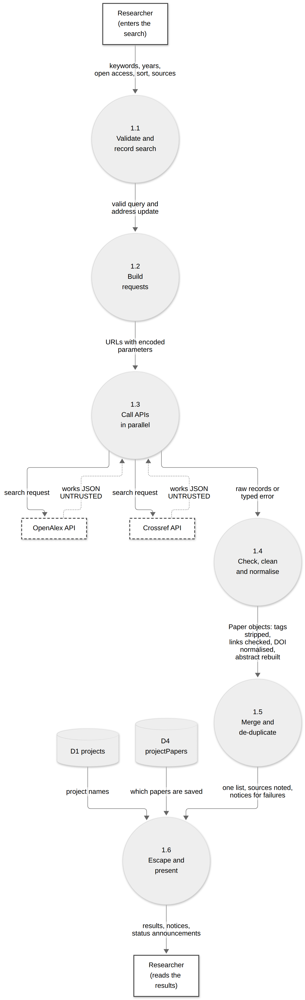 Researcher
(enters the
search)
keywords, years,
open access, sort, sources
1.1
Validate and
record search
valid query and
address update
1.2
Build
requests
URLs with encoded
parameters
1.3
Call APIs
in parallel
search request
works JSON
UNTRUSTED
search request
works JSON
UNTRUSTED
raw records or
typed error
OpenAlex API
Crossref API
1.4
Check, clean
and normalise
Paper objects: tags
stripped,
links checked, DOI
normalised,
abstract rebuilt
1.5
Merge and
de-duplicate
D1 projects
D4
projectPapers
project names
which papers are saved
one list, sources noted,
notices for failures
1.6
Escape and
present
results, notices,
status announcements
Researcher
(reads the
results)